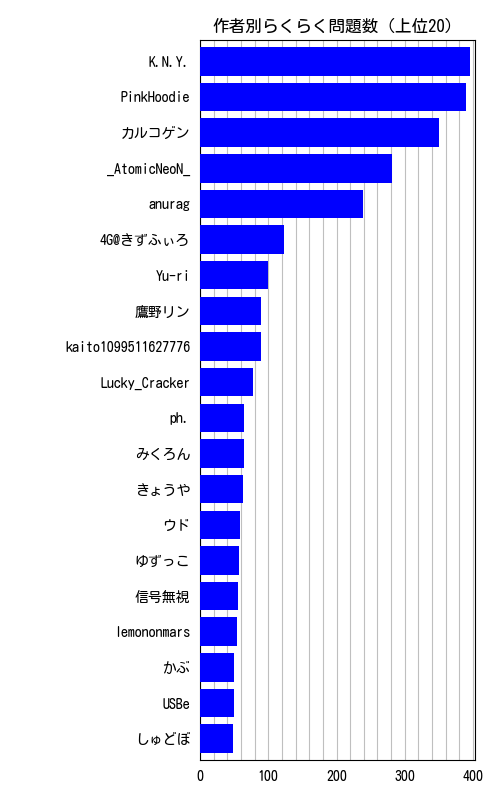 作者別らくらく問題数（上位20）
K.N.Y.
PinkHoodie
カルコゲン
_AtomicNeoN_
anurag
4G@きずふぃろ
Yu-ri
鷹野リン
kaito1099511627776
Lucky_Cracker
ph.
みくろん
きょうや
ウド
ゆずっこ
信号無視
lemononmars
かぶ
USBe
しゅどぼ
0 100 200 300 400